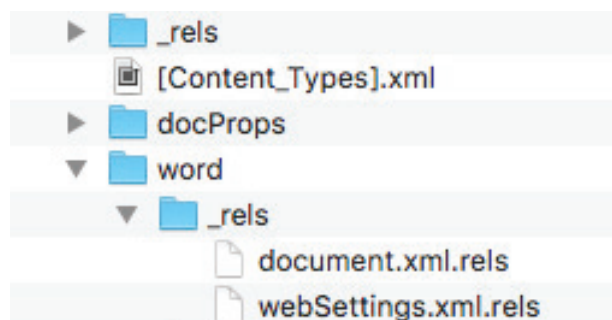 _rels
[Content_Types].xml
docProps
word
_rels
document.xml.rels
webSettings.xml.rels